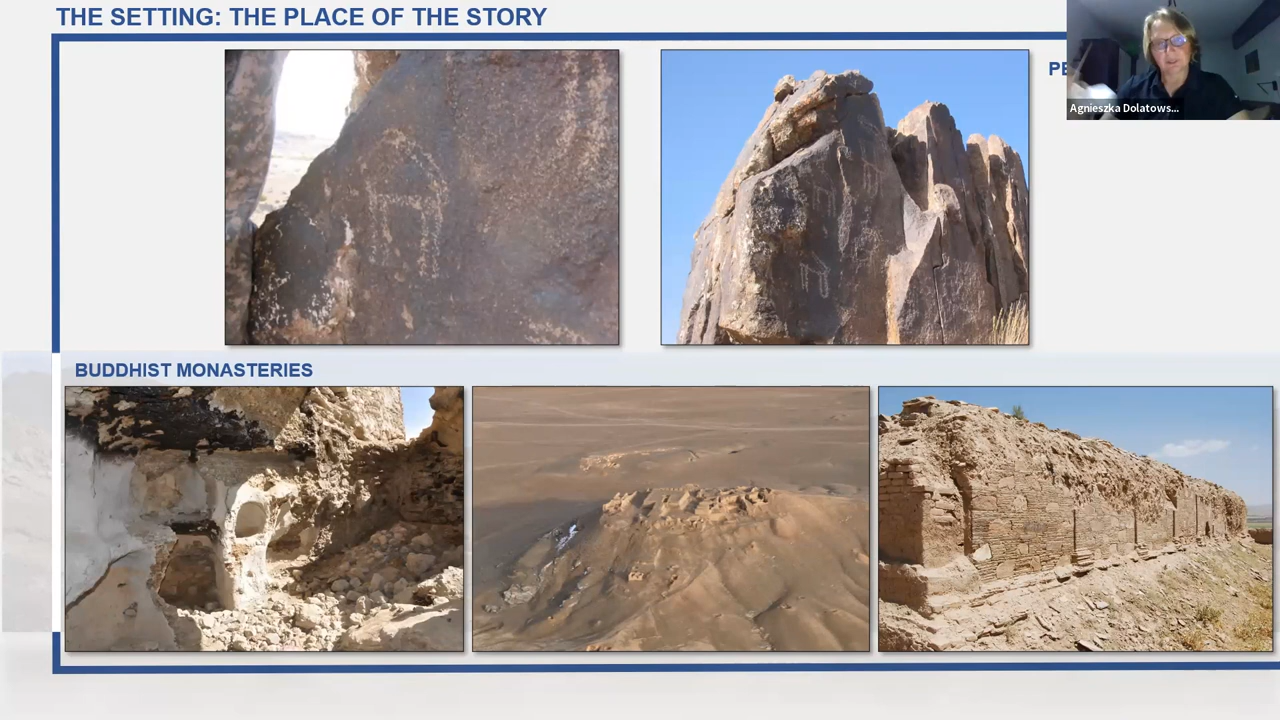 THE SETTING: THE PLACE OF THE STORY
PE
Agnieszka Dolatows...
BUDDHIST MONASTERIES